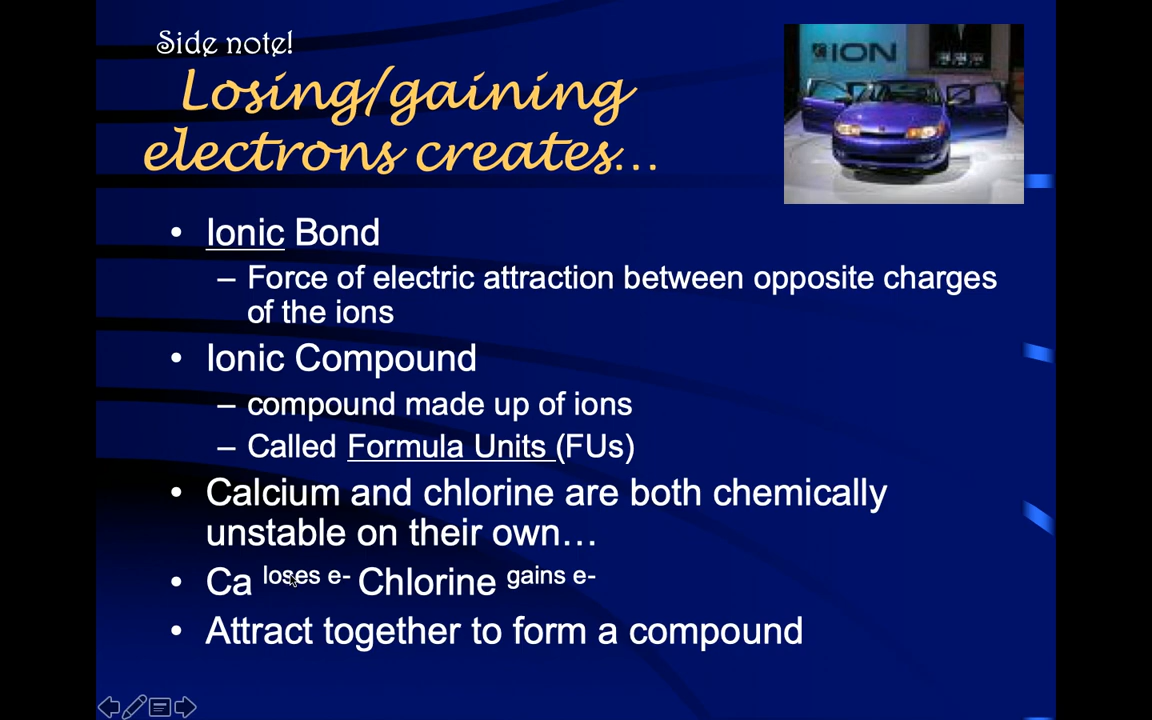 Side note!
Losing/gaining
electrons creates…
ION
• Ionic Bond
– Force of electric attraction between opposite charges
of the ions
• Ionic Compound
– compound made up of ions
– Called Formula Units (FUs)
• Calcium and chlorine are both chemically
unstable on their own…
• Ca loses e- Chlorine gains e-
• Attract together to form a compound